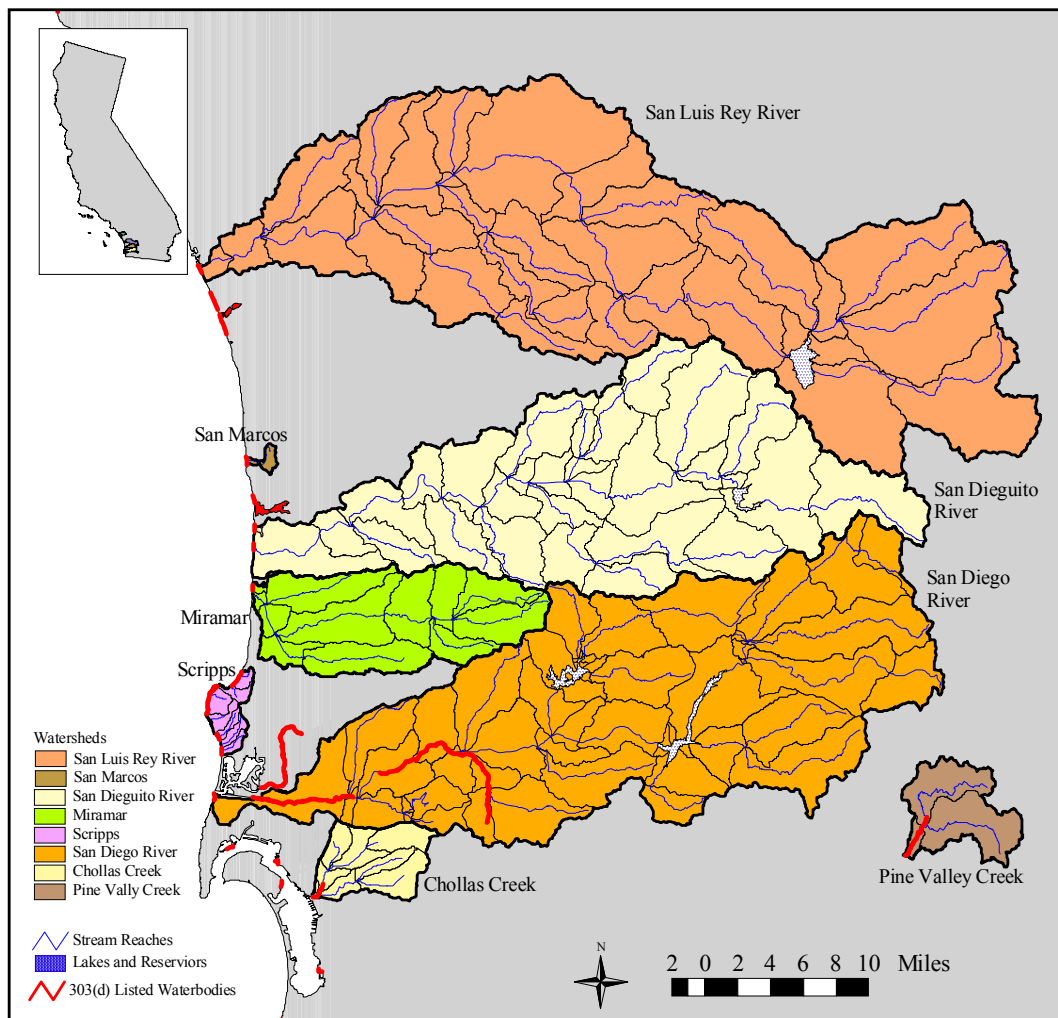 San Luis Rey River
San Marcos
San Dieguito
River
San Diego
River
Miramar
Scripps
Watersheds
San Luis Rey River
San Marcos
San Dieguito River
Miramar
Scripps
San Diego River
Chollas Creek
Pine Vally Creek
Chollas Creek
Pine Valley Creek
Stream Reaches
Lakes and Reserviors
303(d) Listed Waterbodies
N
2 0 2 4 6 8 10 Miles